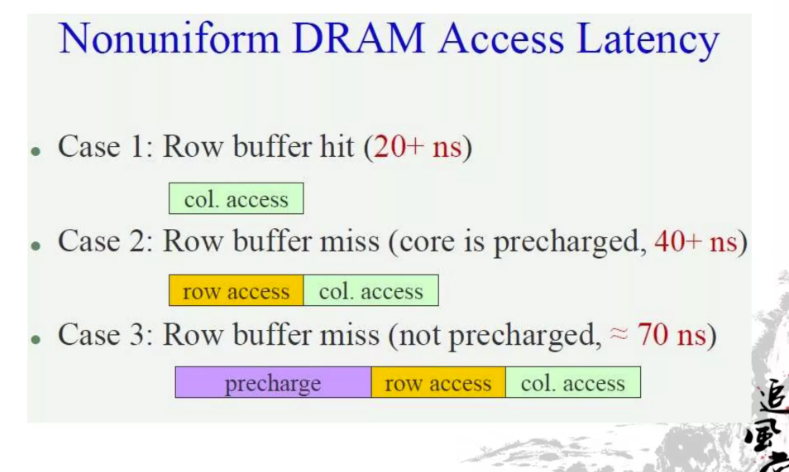 Nonuniform DRAM Access Latency
• Case 1: Row buffer hit (20+ ns)
col. access
• Case 2: Row buffer miss (core is precharged, 40+ ns)
row access col. access
• Case 3: Row buffer miss (not precharged, ≈ 70 ns)
precharge row access col. access
追
風